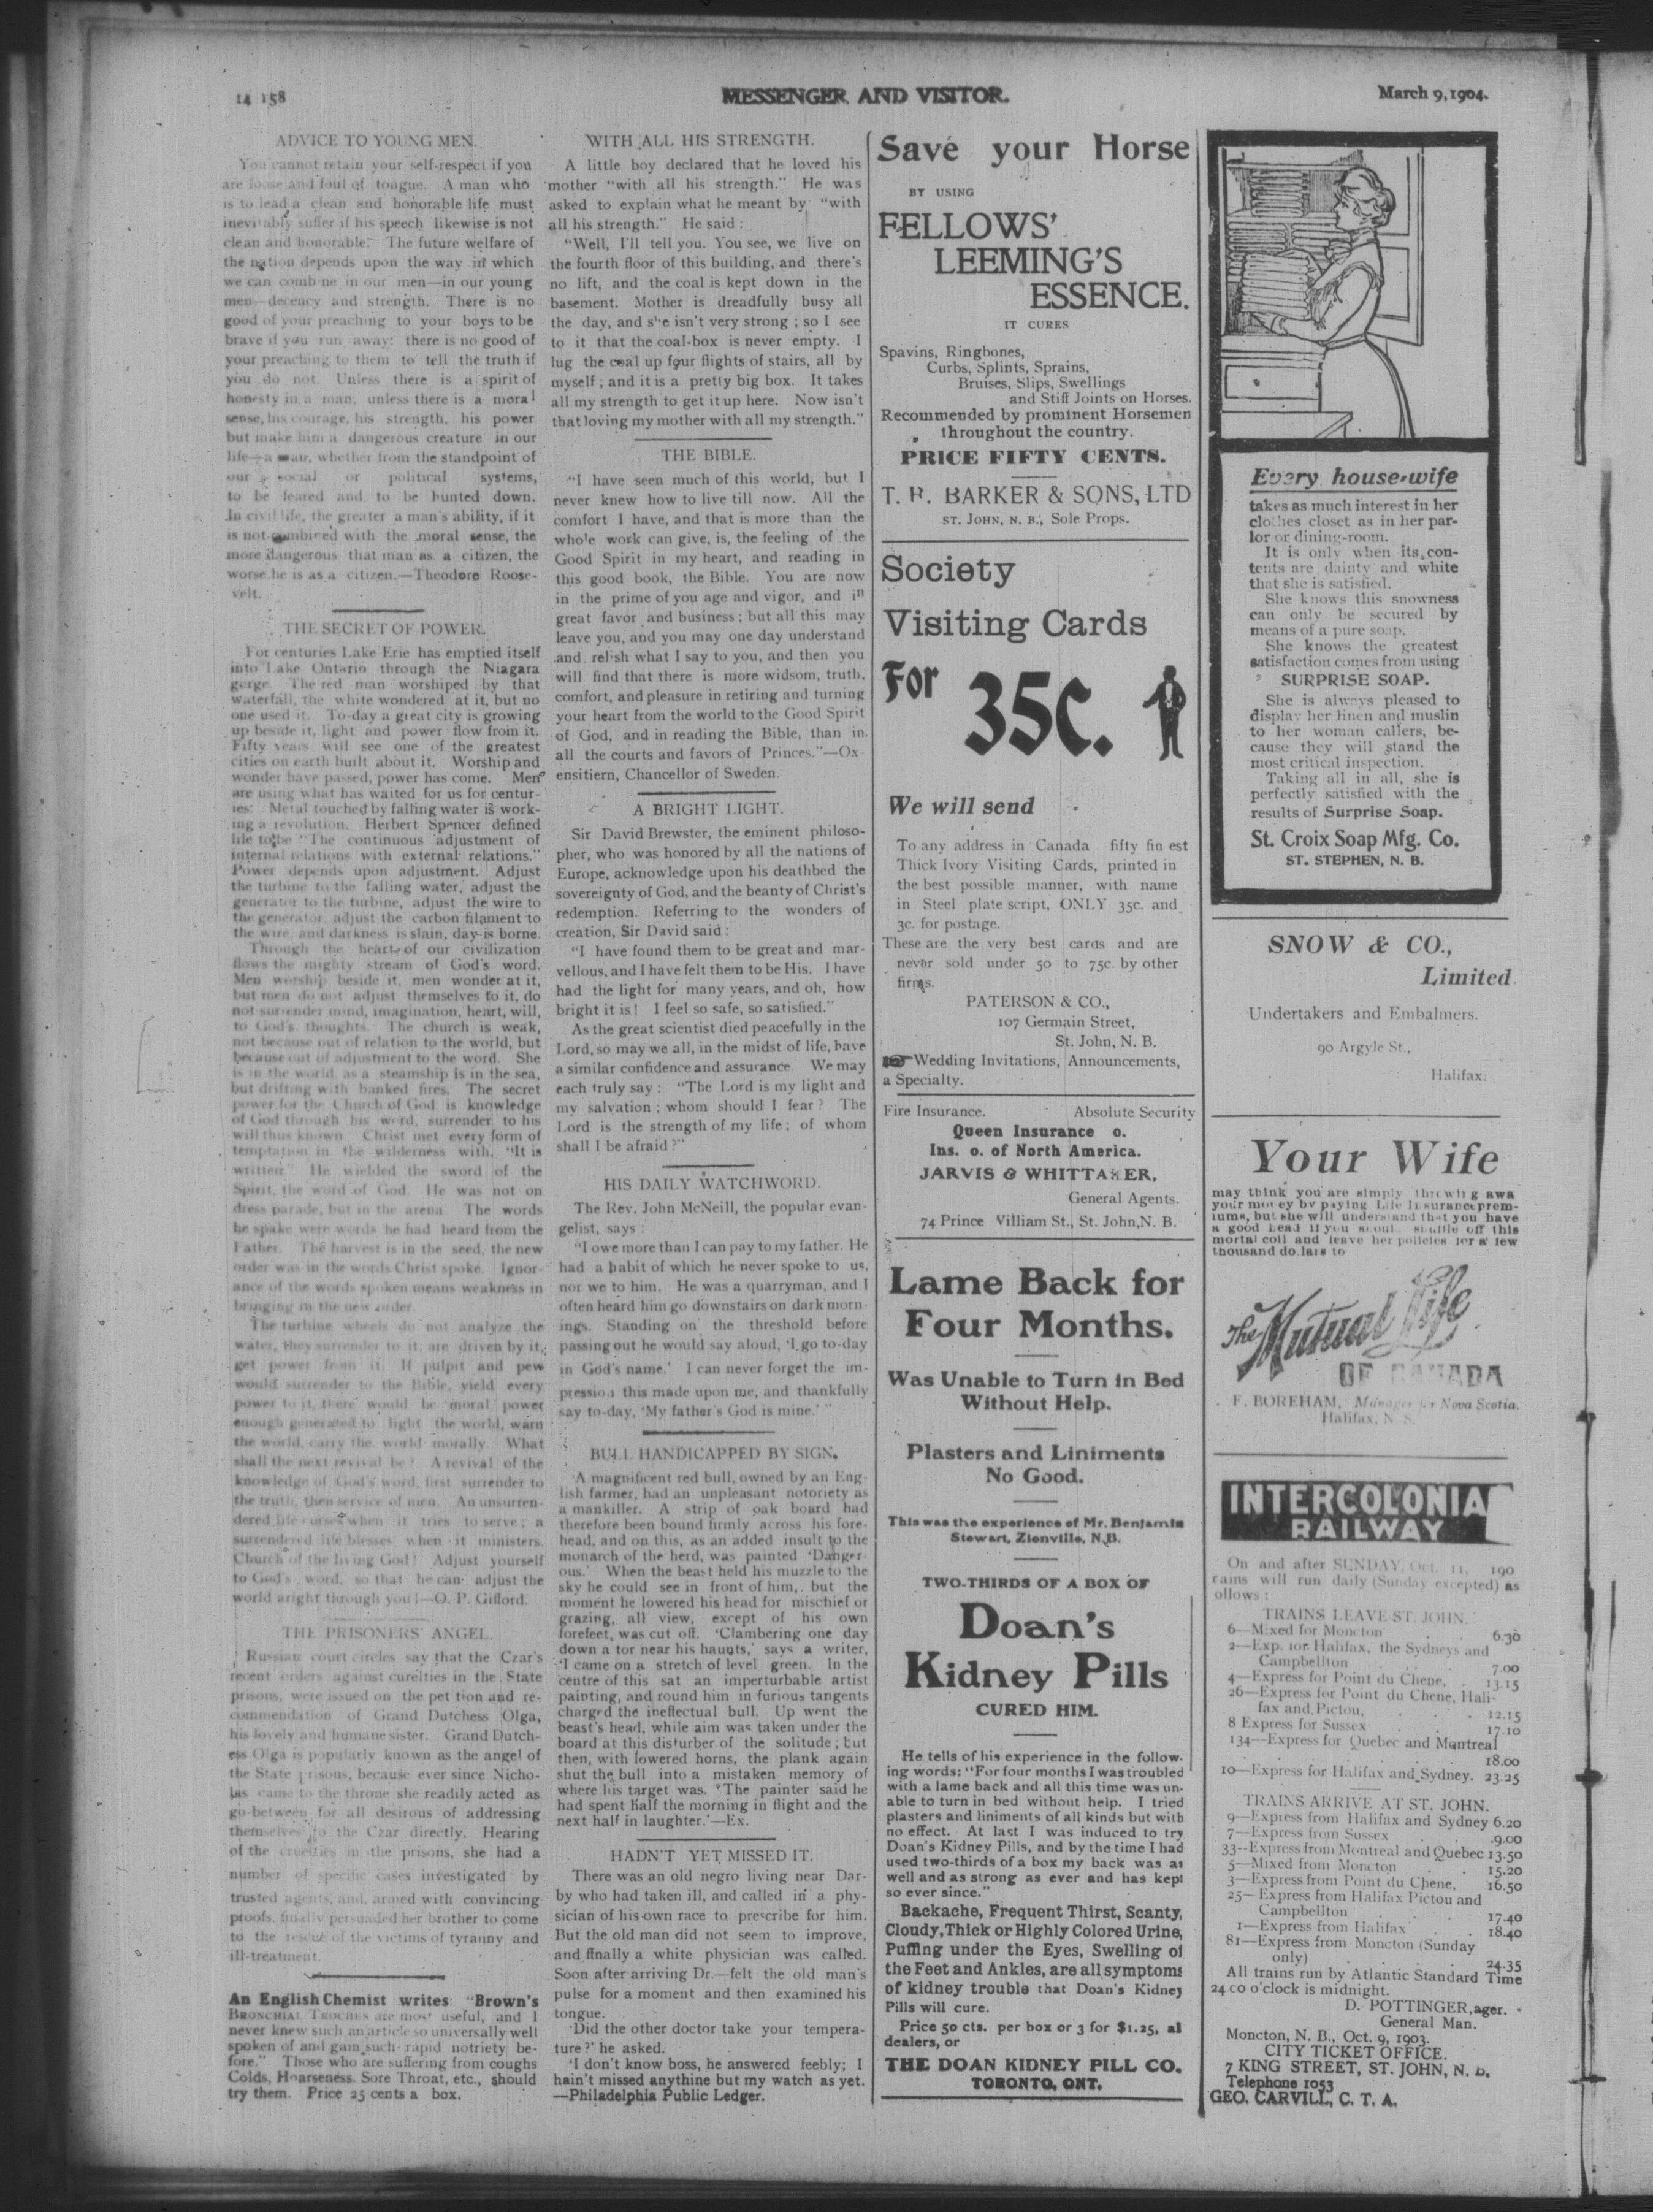 14 158
MESSENGER AND VISITOR.
March 9, 1904.
ADVICE TO YOUNG MEN.
You cannot retain your self-respect if you
are loose and foul of tongue. A man who
is to lead a clean and honorable life must
inevitably suffer if his speech likewise is not
clean and honorable. The future welfare of
the nation depends upon the way in which
we can combine in our men—in our young
men—decency and strength. There is no
good of your preaching to your boys to be
brave if you run away; there is no good of
your preaching to them to tell the truth if
you do not. Unless there is a spirit of
honesty in a man, unless there is a moral
sense, his courage, his strength, his power
but make him a dangerous creature in our
life—a man, whether from the standpoint of
our social or political systems,
to be feared and to be hunted down.
In civil life, the greater a man's ability, if it
is not combined with the moral sense, the
more dangerous that man as a citizen, the
worse he is as a citizen.—Theodore Roose-
velt.
THE SECRET OF POWER.
For centuries Lake Erie has emptied itself
into Lake Ontario through the Niagara
gorge. The red man worshiped by that
waterfall, the white wondered at it, but no
one used it. To-day a great city is growing
up beside it, light and power flow from it.
Fifty years will see one of the greatest
cities on earth built about it. Worship and
wonder have passed, power has come. Men
are using what has waited for us for centur-
ies. Metal touched by falling water is work-
ing a revolution. Herbert Spencer defined
life to be "The continuous adjustment of
internal relations with external relations."
Power depends upon adjustment. Adjust
the turbine to the falling water, adjust the
generator to the turbine, adjust the wire to
the generator, adjust the carbon filament to
the wire, and darkness is slain, day is borne.
Through the heart of our civilization
flows the mighty stream of God's word.
Men worship beside it, men wonder at it,
but men do not adjust themselves to it, do
not surrender mind, imagination, heart, will,
to God's thoughts. The church is weak,
not because out of relation to the world, but
because out of adjustment to the word. She
is in the world as a steamship is in the sea,
but drifting with banked fires. The secret
power for the Church of God is knowledge
of God through his word, surrender to his
will thus known. Christ met every form of
temptation in the wilderness with, "It is
written." He wielded the sword of the
Spirit, the word of God. He was not on
dress parade, but in the arena. The words
he spake were words he had heard from the
Father. The harvest is in the seed, the new
order was in the words Christ spoke. Ignor-
ance of the words spoken means weakness in
bringing in the new order.
The turbine wheels do not analyze the
water, they surrender to it; are driven by it,
get power from it. If pulpit and pew
would surrender to the Bible, yield every
power to it, there would be moral power
enough generated to light the world, warn
the world, carry the world morally. What
shall the next revival be? A revival of the
knowledge of God's word, first surrender to
the truth, then service of men. An unsurren-
dered life curses when it tries to serve; a
surrendered life blesses when it ministers.
Church of the living God! Adjust yourself
to God's word, so that he can adjust the
world aright through you!—O. P. Gifford.
THE PRISONERS' ANGEL.
Russian court circles say that the Czar's
recent orders against curelties in the State
prisons, were issued on the pet tion and re-
commendation of Grand Dutchess Olga,
his lovely and humane sister. Grand Dutch-
ess Olga is popularly known as the angel of
the State prisons, because ever since Nicho-
las came to the throne she readily acted as
go-between for all desirous of addressing
themselves to the Czar directly. Hearing
of the cruelties in the prisons, she had a
number of specific cases investigated by
trusted agents, and, armed with convincing
proofs, finally persuaded her brother to come
to the rescue of the victims of tyranny and
ill-treatment.
An English Chemist writes: "Brown's
BRONCHIAL TROCHES are most useful, and I
never knew such an article so universally well
spoken of and gain such rapid notriety be-
fore." Those who are suffering from coughs
Colds, Hoarseness. Sore Throat, etc., should
try them. Price 25 cents a box.
WITH ALL HIS STRENGTH.
A little boy declared that he loved his
mother "with all his strength." He was
asked to explain what he meant by "with
all his strength." He said:
"Well, I'll tell you. You see, we live on
the fourth floor of this building, and there's
no lift, and the coal is kept down in the
basement. Mother is dreadfully busy all
the day, and she isn't very strong; so I see
to it that the coal-box is never empty. I
lug the coal up four flights of stairs, all by
myself; and it is a pretty big box. It takes
all my strength to get it up here. Now isn't
that loving my mother with all my strength."
THE BIBLE.
"I have seen much of this world, but I
never knew how to live till now. All the
comfort I have, and that is more than the
whole work can give, is, the feeling of the
Good Spirit in my heart, and reading in
this good book, the Bible. You are now
in the prime of you age and vigor, and in
great favor and business; but all this may
leave you, and you may one day understand
and relish what I say to you, and then you
will find that there is more widsom, truth,
comfort, and pleasure in retiring and turning
your heart from the world to the Good Spirit
of God, and in reading the Bible, than in
all the courts and favors of Princes."—Ox-
ensitiern, Chancellor of Sweden.
A BRIGHT LIGHT.
Sir David Brewster, the eminent philoso-
pher, who was honored by all the nations of
Europe, acknowledge upon his deathbed the
sovereignty of God, and the beanty of Christ's
redemption. Referring to the wonders of
creation, Sir David said:
"I have found them to be great and mar-
vellous, and I have felt them to be His. I have
had the light for many years, and oh, how
bright it is! I feel so safe, so satisfied."
As the great scientist died peacefully in the
Lord, so may we all, in the midst of life, have
a similar confidence and assurance. We may
each truly say: "The Lord is my light and
my salvation; whom should I fear? The
Lord is the strength of my life; of whom
shall I be afraid?"
HIS DAILY WATCHWORD.
The Rev. John McNeill, the popular evan-
gelist, says:
"I owe more than I can pay to my father. He
had a habit of which he never spoke to us,
nor we to him. He was a quarryman, and I
often heard him go downstairs on dark morn-
ings. Standing on the threshold before
passing out he would say aloud, 'I go to-day
in God's name.' I can never forget the im-
pression this made upon me, and thankfully
say to-day, 'My father's God is mine.'"
BULL HANDICAPPED BY SIGN.
A magnificent red bull, owned by an Eng-
lish farmer, had an unpleasant notoriety as
a mankiller. A strip of oak board had
therefore been bound firmly across his fore-
head, and on this, as an added insult to the
monarch of the herd, was painted 'Danger-
ous.' When the beast held his muzzle to the
sky he could see in front of him, but the
moment he lowered his head for mischief or
grazing, all view, except of his own
forefeet, was cut off. 'Clambering one day
down a tor near his haunts,' says a writer,
'I came on a stretch of level green. In the
centre of this sat an imperturbable artist
painting, and round him in furious tangents
charged the ineffectual bull. Up went the
beast's head, while aim was taken under the
board at this disturber of the solitude; but
then, with lowered horns, the plank again
shut the bull into a mistaken memory of
where his target was. 'The painter said he
had spent half the morning in flight and the
next half in laughter.'—Ex.
HADN'T YET MISSED IT.
There was an old negro living near Dar-
by who had taken ill, and called in a phy-
sician of his own race to prescribe for him.
But the old man did not seem to improve,
and finally a white physician was called.
Soon after arriving Dr.—felt the old man's
pulse for a moment and then examined his
tongue.
'Did the other doctor take your tempera-
ture?' he asked.
'I don't know boss, he answered feebly; I
hain't missed anythine but my watch as yet.
—Philadelphia Public Ledger.
Save your Horse
BY USING
FELLOWS'
LEEMING'S
ESSENCE.
IT CURES
Spavins, Ringbones,
Curbs, Splints, Sprains,
Bruises, Slips, Swellings
and Stiff Joints on Horses.
Recommended by prominent Horsemen
throughout the country.
PRICE FIFTY CENTS.
T. B. BARKER & SONS, LTD
ST. JOHN, N. B., Sole Props.
Society
Visiting Cards
For 35c.
We will send
To any address in Canada fifty fin est
Thick Ivory Visiting Cards, printed in
the best possible manner, with name
in Steel plate script, ONLY 35c. and
3c. for postage.
These are the very best cards and are
never sold under 50 to 75c. by other
firms.
PATERSON & CO.,
107 Germain Street,
St. John, N. B.
Wedding Invitations, Announcements,
a Specialty.
Fire Insurance. Absolute Security
Queen Insurance o.
Ins. o. of North America.
JARVIS & WHITTAKER,
General Agents.
74 Prince Villiam St., St. John, N. B.
Lame Back for
Four Months.
Was Unable to Turn in Bed
Without Help.
Plasters and Liniments
No Good.
This was the experience of Mr. Benjamin
Stewart, Zionville, N.B.
TWO-THIRDS OF A BOX OF
Doan's
Kidney Pills
CURED HIM.
He tells of his experience in the follow-
ing words: "For four months I was troubled
with a lame back and all this time was un-
able to turn in bed without help. I tried
plasters and liniments of all kinds but with
no effect. At last I was induced to try
Doan's Kidney Pills, and by the time I had
used two-thirds of a box my back was as
well and as strong as ever and has kept
so ever since."
Backache, Frequent Thirst, Scanty,
Cloudy, Thick or Highly Colored Urine,
Puffing under the Eyes, Swelling of
the Feet and Ankles, are all symptoms
of kidney trouble that Doan's Kidney
Pills will cure.
Price 50 cts. per box or 3 for $1.25, al
dealers, or
THE DOAN KIDNEY PILL CO.
TORONTO, ONT.
Every house-wife
takes as much interest in her
clothes closet as in her par-
lor or dining-room.
It is only when its con-
tents are dainty and white
that she is satisfied.
She knows this snowness
can only be secured by
means of a pure soap.
She knows the greatest
satisfaction comes from using
SURPRISE SOAP.
She is always pleased to
display her linen and muslin
to her woman callers, be-
cause they will stand the
most critical inspection.
Taking all in all, she is
perfectly satisfied with the
results of Surprise Soap.
St. Croix Soap Mfg. Co.
ST. STEPHEN, N. B.
SNOW & CO.,
Limited
Undertakers and Embalmers.
90 Argyle St.,
Halifax.
Your Wife
may think you are simply throwing awa
your money by paying Life Insurance prem-
iums, but she will understand that you have
a good head if you should shuffle off this
mortal coil and leave her policies for a few
thousand dollars to
The Mutual Life
OF CANADA
F. BOREHAM, Manager for Nova Scotia.
Halifax, N. S.
INTERCOLONIA
RAILWAY
On and after SUNDAY, Oct. 11, 190
rains will run daily (Sunday excepted) as
ollows:
TRAINS LEAVE ST. JOHN.
6—Mixed for Moncton 6.30
2—Exp. for Halifax, the Sydneys and
Campbellton 7.00
4—Express for Point du Chene, 13.15
26—Express for Point du Chene, Hali-
fax and Pictou, 12.15
8 Express for Sussex 17.10
134—Express for Quebec and Montreal
18.00
10—Express for Halifax and Sydney. 23.25
TRAINS ARRIVE AT ST. JOHN.
9—Express from Halifax and Sydney 6.20
7—Express from Sussex 9.00
33—Express from Montreal and Quebec 13.50
5—Mixed from Moncton 15.20
3—Express from Point du Chene, 16.50
25—Express from Halifax Pictou and
Campbellton 17.40
1—Express from Halifax 18.40
81—Express from Moncton (Sunday
only) 24.35
All trains run by Atlantic Standard Time
24.00 o'clock is midnight.
D. POTTINGER, ager.
General Man.
Moncton, N. B., Oct. 9, 1903.
CITY TICKET OFFICE.
7 KING STREET, ST. JOHN, N. B.
Telephone 1053
GEO. CARVILL, C. T. A.